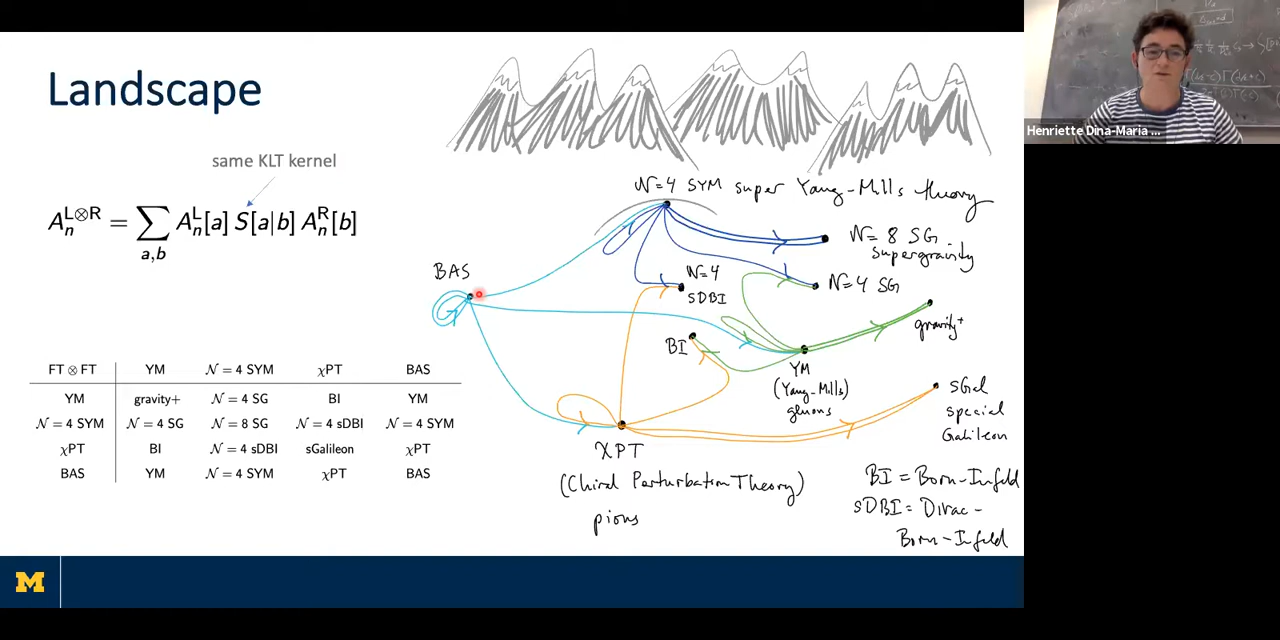 Landscape
same KLT kernel
A_n^{L⊗R} = ∑_{a,b} A_n^L[a] S[a|b] A_n^R[b]
FT ⊗ FT YM N = 4 SYM χPT BAS
YM gravity+ N = 4 SG BI YM
N = 4 SYM N = 4 SG N = 8 SG N = 4 sDBI N = 4 SYM
χPT BI N = 4 sDBI sGalileon χPT
BAS YM N = 4 SYM χPT BAS
N=4 SYM super Yang-Mills theory
N=8 SG
supergravity
BAS
N=4
SDBI
N=4 SG
gravity+
BI
YM
(Yang-Mills)
gluons
sGal
special
Galileon
χPT
(Chiral Perturbation Theory)
pions
BI = Born-Infeld
SDBI = Dirac-
Born-Infeld
M
Henriette Dina-Maria ...